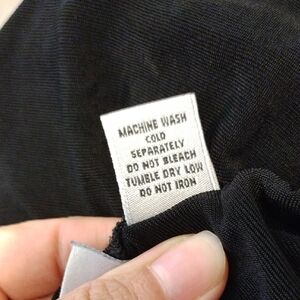 MACHINE WASH
COLD
SEPARATELY
DO NOT BLEACH
TUMBLE DRY LOW
DO NOT IRON